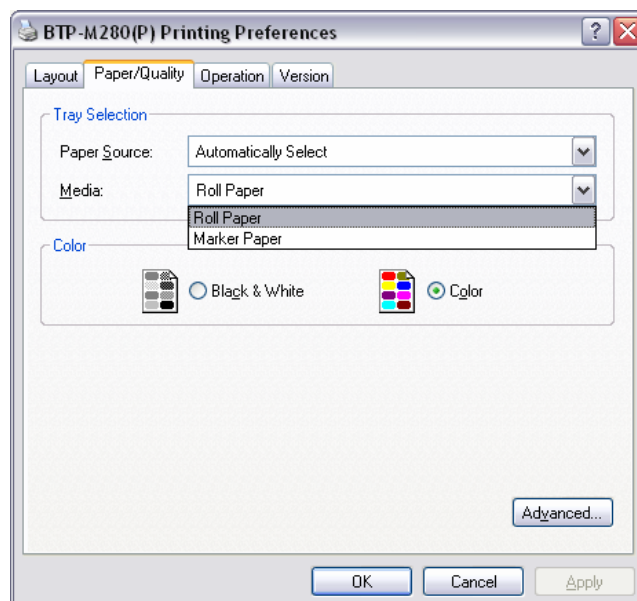 BTP-M280(P) Printing Preferences
Layout Paper/Quality Operation Version
Tray Selection
Paper Source: Automatically Select
Media: Roll Paper
Roll Paper
Marker Paper
Color
Black & White Color
Advanced...
OK Cancel Apply